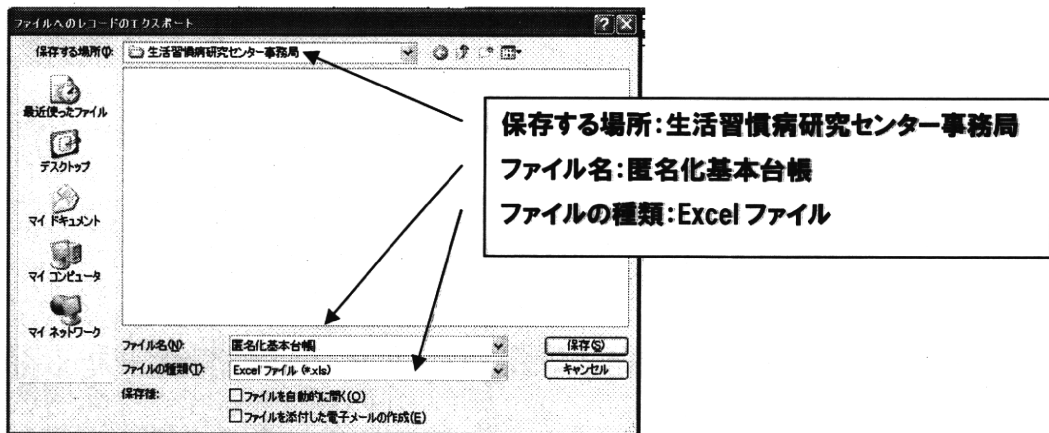 ファイルへのレコードのエクスポート
保存する場所(I):
生活習慣病研究センター事務局
最近使ったファイル
デスクトップ
マイ ドキュメント
マイ コンピュータ
マイ ネットワーク
保存する場所:生活習慣病研究センター事務局
ファイル名:匿名化基本台帳
ファイルの種類:Excel ファイル
ファイル名(N): 匿名化基本台帳 保存(S)
ファイルの種類(T): Excel ファイル (*.xls) キャンセル
保存後: ファイルを自動的に開く(O)
ファイルを添付した電子メールの作成(E)